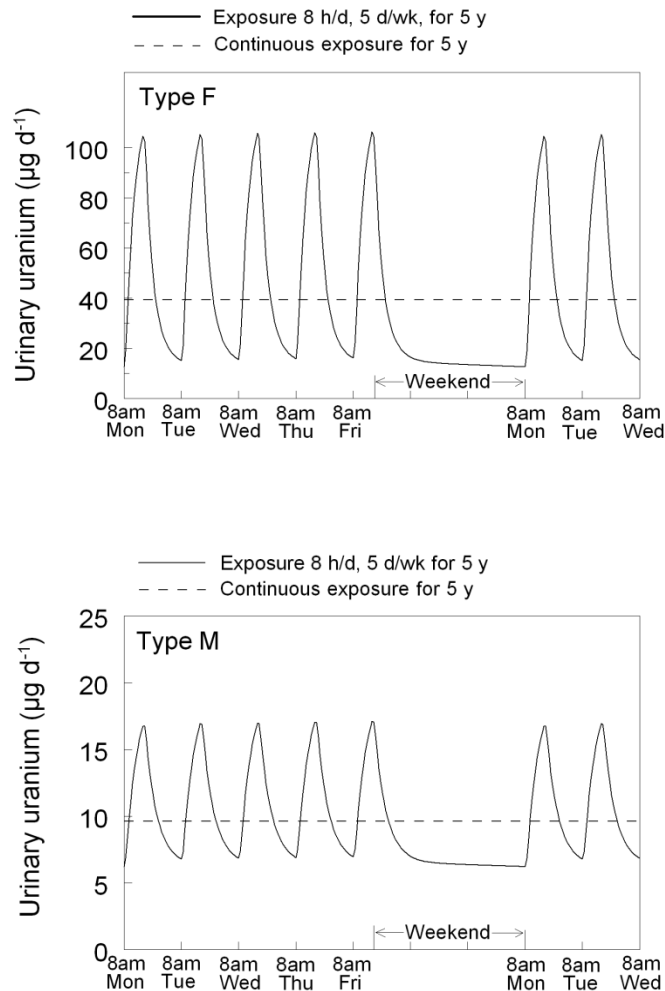 Exposure 8 h/d, 5 d/wk, for 5 y
Continuous exposure for 5 y
Type F
Urinary uranium (µg d⁻¹)
100
80
60
40
20
0
Weekend
8am 8am 8am 8am 8am 8am 8am 8am
Mon Tue Wed Thu Fri Mon Tue Wed
Exposure 8 h/d, 5 d/wk for 5 y
Continuous exposure for 5 y
Type M
Urinary uranium (µg d⁻¹)
25
20
15
10
5
0
Weekend
8am 8am 8am 8am 8am 8am 8am 8am
Mon Tue Wed Thu Fri Mon Tue Wed